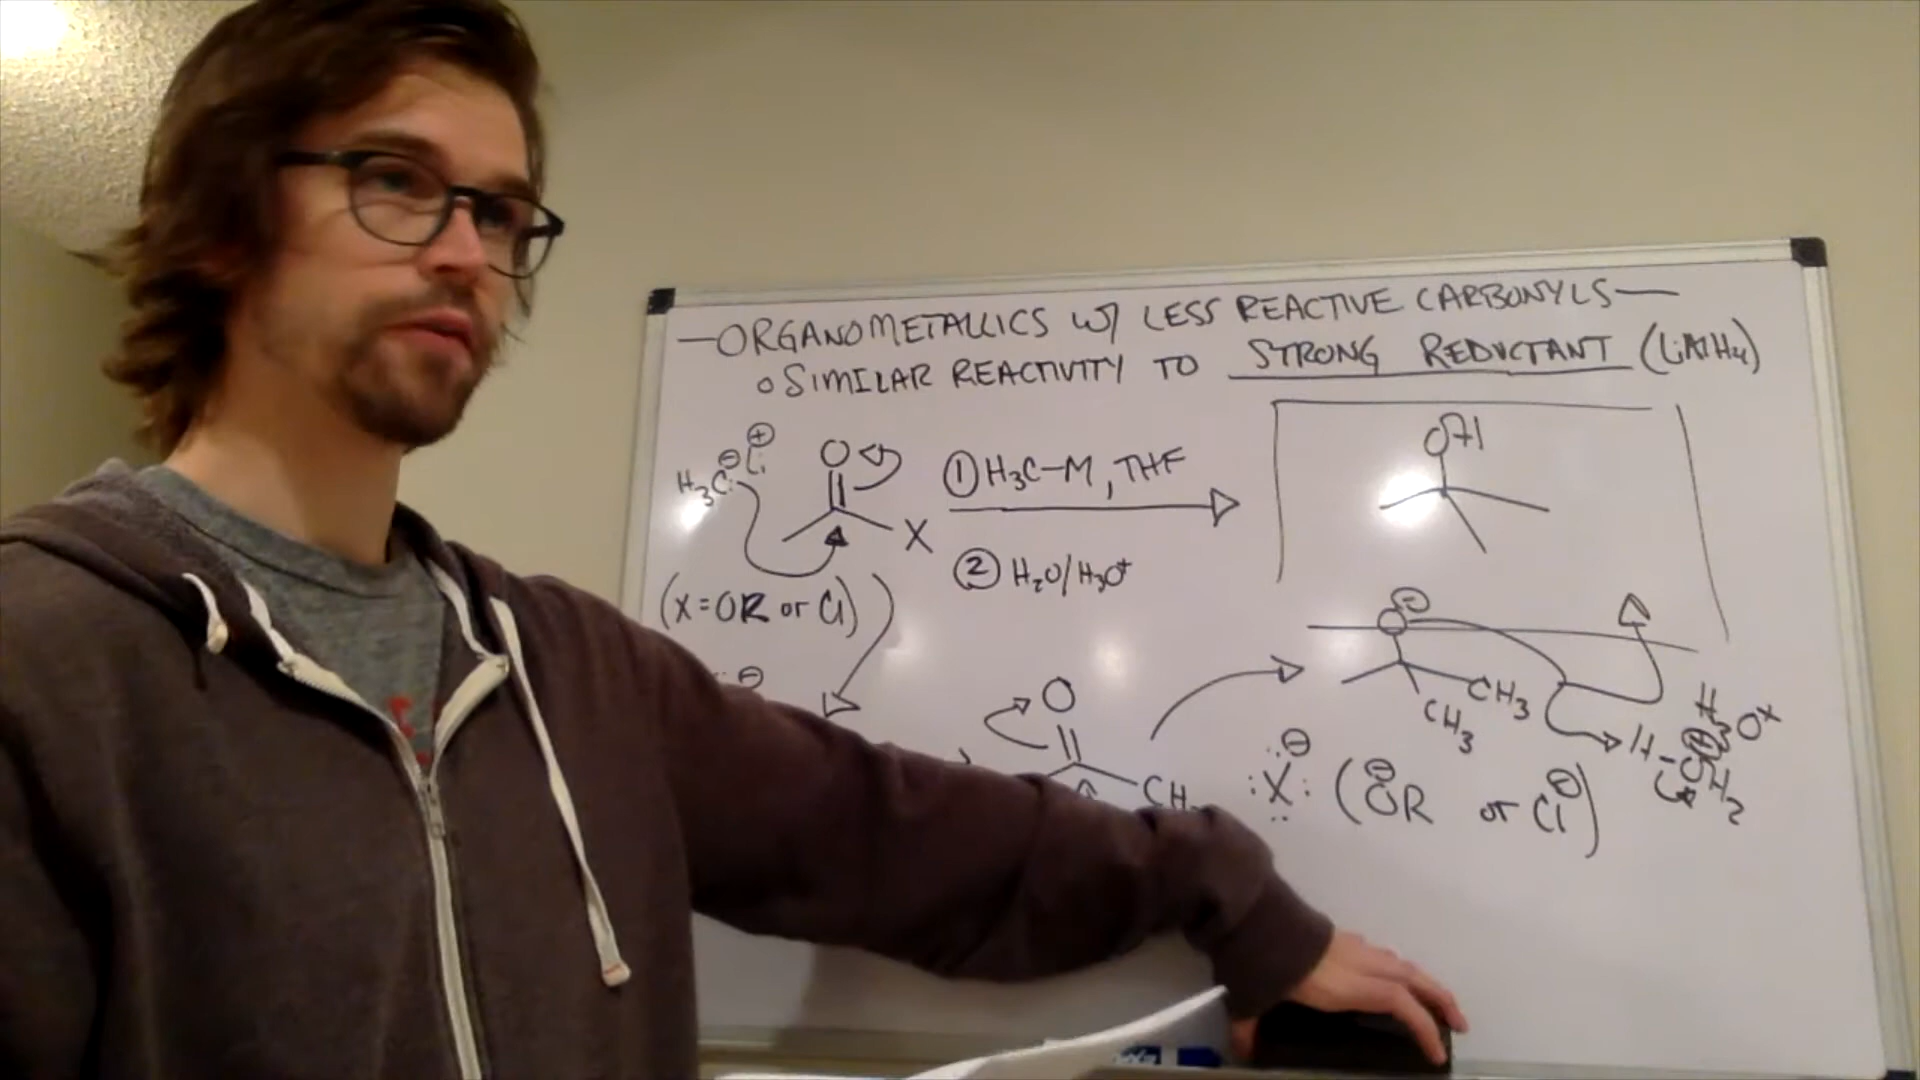 —ORGANOMETALLICS W/ LESS REACTIVE CARBONYLS—
o SIMILAR REACTIVITY TO STRONG REDUCTANT (LiAlH4)
H3C:⊖ Li⊕
O
X
(X = OR or Cl)
① H3C–M, THF
② H2O/H3O+
OH
⊖
O
CH3
O⊖
CH3
CH3
H3O+
H–O⊕H2
:X:⊖ (⊖OR or Cl⊖)